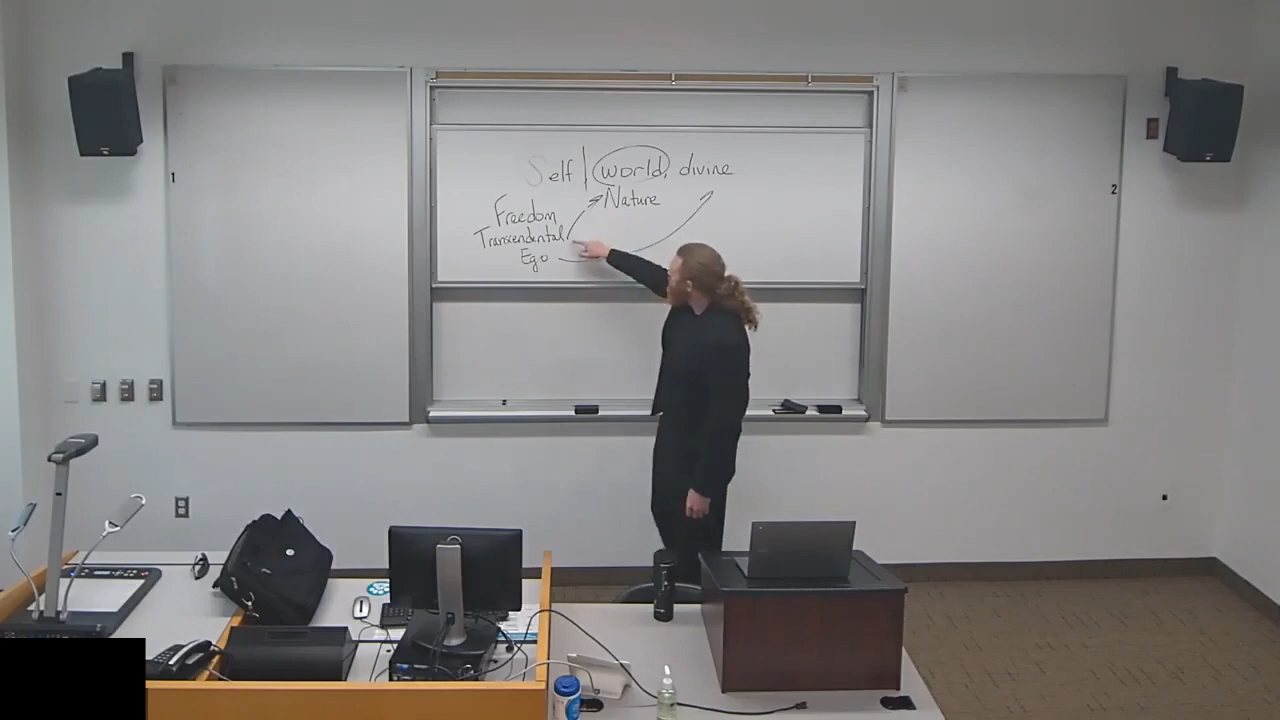 Self | world, divine
Nature
Freedom
Transcendental
Ego
1
2